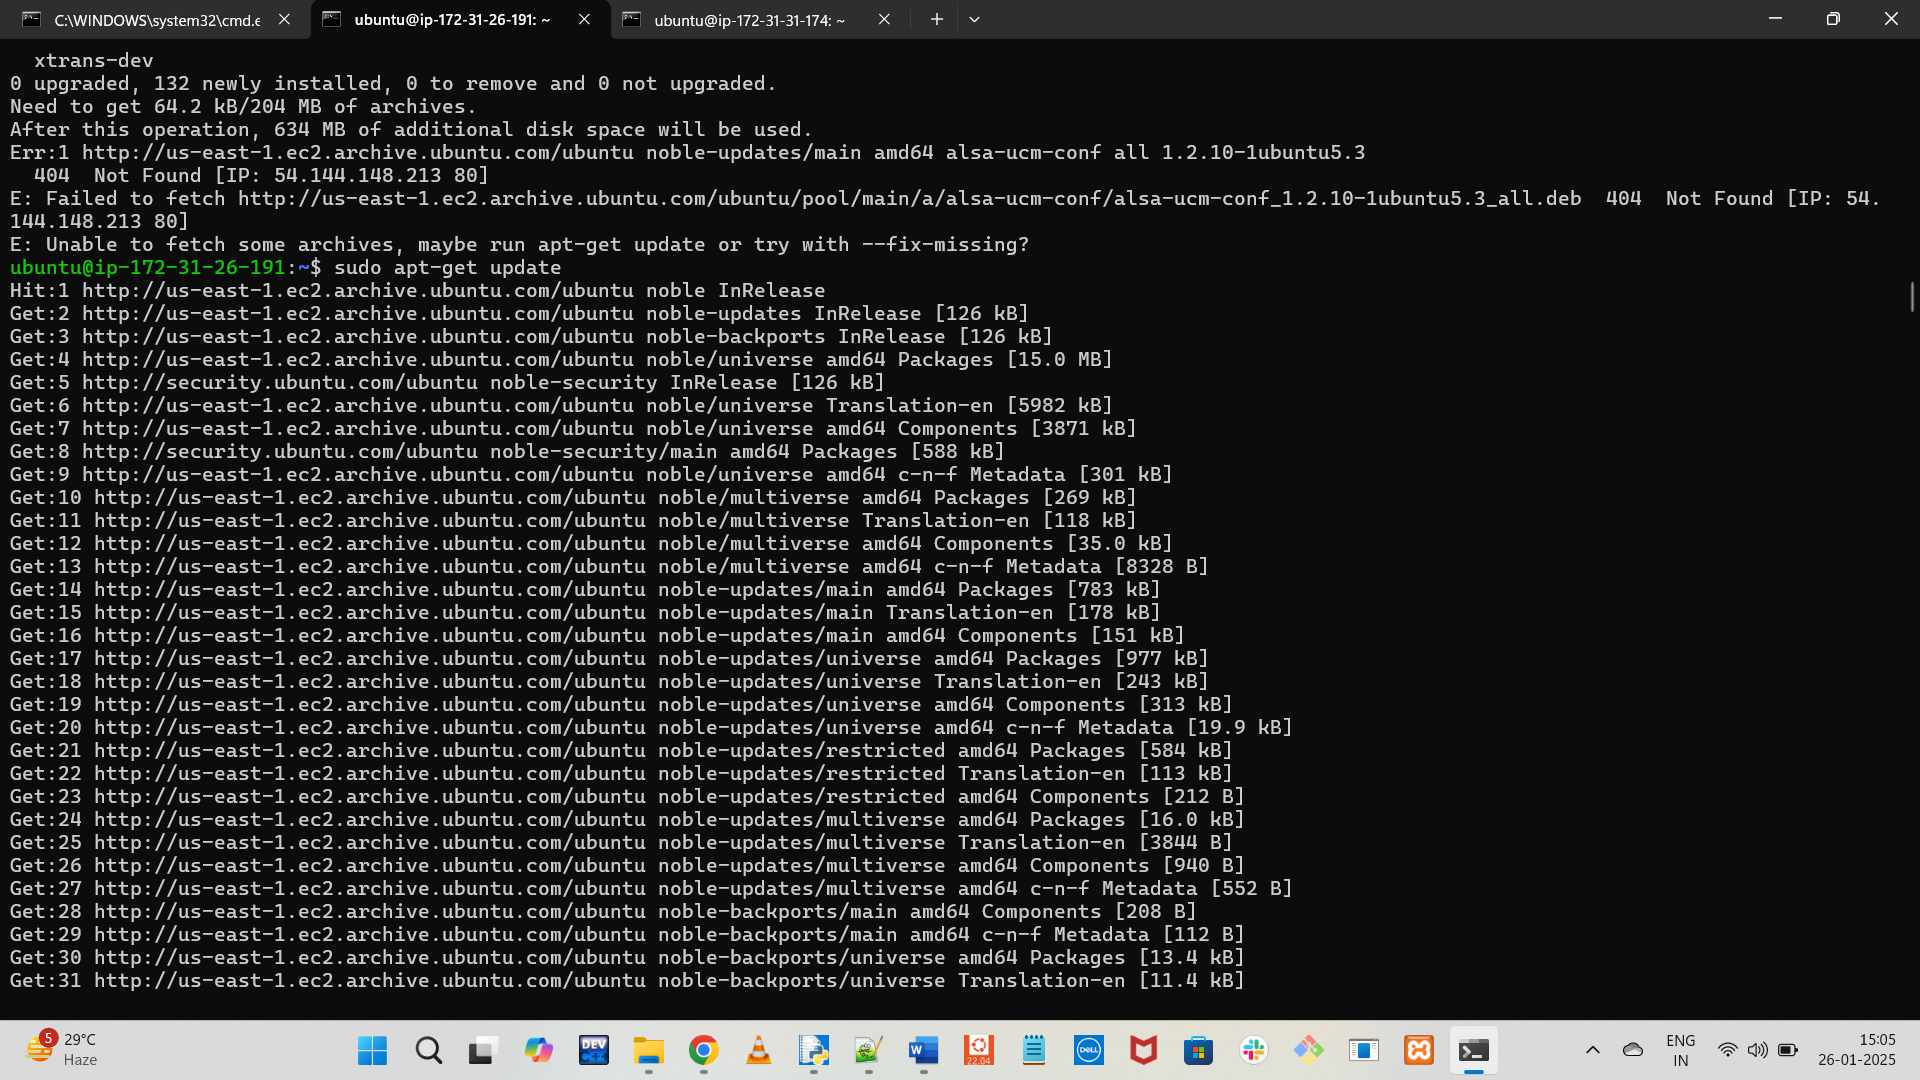 C:\WINDOWS\system32\cmd.e
ubuntu@ip-172-31-26-191: ~
ubuntu@ip-172-31-31-174: ~
xtrans-dev
0 upgraded, 132 newly installed, 0 to remove and 0 not upgraded.
Need to get 64.2 kB/204 MB of archives.
After this operation, 634 MB of additional disk space will be used.
Err:1 http://us-east-1.ec2.archive.ubuntu.com/ubuntu noble-updates/main amd64 alsa-ucm-conf all 1.2.10-1ubuntu5.3
404  Not Found [IP: 54.144.148.213 80]
E: Failed to fetch http://us-east-1.ec2.archive.ubuntu.com/ubuntu/pool/main/a/alsa-ucm-conf/alsa-ucm-conf_1.2.10-1ubuntu5.3_all.deb  404  Not Found [IP: 54.
144.148.213 80]
E: Unable to fetch some archives, maybe run apt-get update or try with --fix-missing?
ubuntu@ip-172-31-26-191:~$ sudo apt-get update
Hit:1 http://us-east-1.ec2.archive.ubuntu.com/ubuntu noble InRelease
Get:2 http://us-east-1.ec2.archive.ubuntu.com/ubuntu noble-updates InRelease [126 kB]
Get:3 http://us-east-1.ec2.archive.ubuntu.com/ubuntu noble-backports InRelease [126 kB]
Get:4 http://us-east-1.ec2.archive.ubuntu.com/ubuntu noble/universe amd64 Packages [15.0 MB]
Get:5 http://security.ubuntu.com/ubuntu noble-security InRelease [126 kB]
Get:6 http://us-east-1.ec2.archive.ubuntu.com/ubuntu noble/universe Translation-en [5982 kB]
Get:7 http://us-east-1.ec2.archive.ubuntu.com/ubuntu noble/universe amd64 Components [3871 kB]
Get:8 http://security.ubuntu.com/ubuntu noble-security/main amd64 Packages [588 kB]
Get:9 http://us-east-1.ec2.archive.ubuntu.com/ubuntu noble/universe amd64 c-n-f Metadata [301 kB]
Get:10 http://us-east-1.ec2.archive.ubuntu.com/ubuntu noble/multiverse amd64 Packages [269 kB]
Get:11 http://us-east-1.ec2.archive.ubuntu.com/ubuntu noble/multiverse Translation-en [118 kB]
Get:12 http://us-east-1.ec2.archive.ubuntu.com/ubuntu noble/multiverse amd64 Components [35.0 kB]
Get:13 http://us-east-1.ec2.archive.ubuntu.com/ubuntu noble/multiverse amd64 c-n-f Metadata [8328 B]
Get:14 http://us-east-1.ec2.archive.ubuntu.com/ubuntu noble-updates/main amd64 Packages [783 kB]
Get:15 http://us-east-1.ec2.archive.ubuntu.com/ubuntu noble-updates/main Translation-en [178 kB]
Get:16 http://us-east-1.ec2.archive.ubuntu.com/ubuntu noble-updates/main amd64 Components [151 kB]
Get:17 http://us-east-1.ec2.archive.ubuntu.com/ubuntu noble-updates/universe amd64 Packages [977 kB]
Get:18 http://us-east-1.ec2.archive.ubuntu.com/ubuntu noble-updates/universe Translation-en [243 kB]
Get:19 http://us-east-1.ec2.archive.ubuntu.com/ubuntu noble-updates/universe amd64 Components [313 kB]
Get:20 http://us-east-1.ec2.archive.ubuntu.com/ubuntu noble-updates/universe amd64 c-n-f Metadata [19.9 kB]
Get:21 http://us-east-1.ec2.archive.ubuntu.com/ubuntu noble-updates/restricted amd64 Packages [584 kB]
Get:22 http://us-east-1.ec2.archive.ubuntu.com/ubuntu noble-updates/restricted Translation-en [113 kB]
Get:23 http://us-east-1.ec2.archive.ubuntu.com/ubuntu noble-updates/restricted amd64 Components [212 B]
Get:24 http://us-east-1.ec2.archive.ubuntu.com/ubuntu noble-updates/multiverse amd64 Packages [16.0 kB]
Get:25 http://us-east-1.ec2.archive.ubuntu.com/ubuntu noble-updates/multiverse Translation-en [3844 B]
Get:26 http://us-east-1.ec2.archive.ubuntu.com/ubuntu noble-updates/multiverse amd64 Components [940 B]
Get:27 http://us-east-1.ec2.archive.ubuntu.com/ubuntu noble-updates/multiverse amd64 c-n-f Metadata [552 B]
Get:28 http://us-east-1.ec2.archive.ubuntu.com/ubuntu noble-backports/main amd64 Components [208 B]
Get:29 http://us-east-1.ec2.archive.ubuntu.com/ubuntu noble-backports/main amd64 c-n-f Metadata [112 B]
Get:30 http://us-east-1.ec2.archive.ubuntu.com/ubuntu noble-backports/universe amd64 Packages [13.4 kB]
Get:31 http://us-east-1.ec2.archive.ubuntu.com/ubuntu noble-backports/universe Translation-en [11.4 kB]
5
29°C
Haze
DEV
C++
W
22.04
DELL
ENG
IN
15:05
26-01-2025